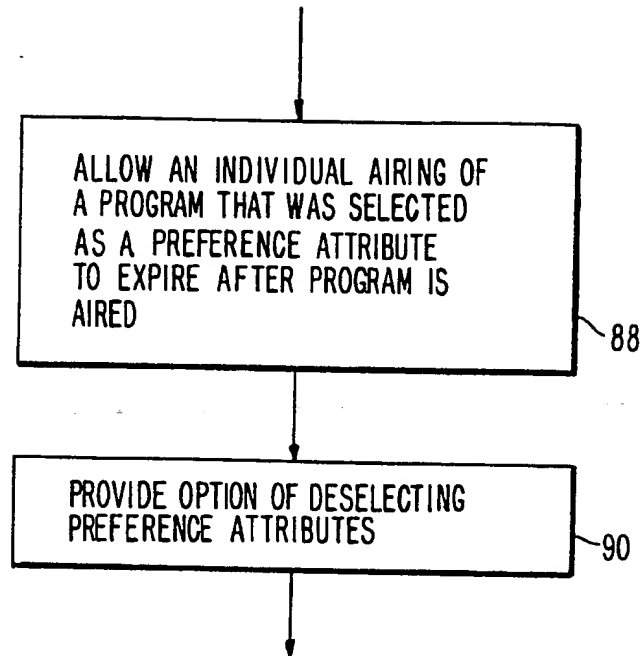 ALLOW AN INDIVIDUAL AIRING OF
A PROGRAM THAT WAS SELECTED
AS A PREFERENCE ATTRIBUTE
TO EXPIRE AFTER PROGRAM IS
AIRED
88
PROVIDE OPTION OF DESELECTING
PREFERENCE ATTRIBUTES
90